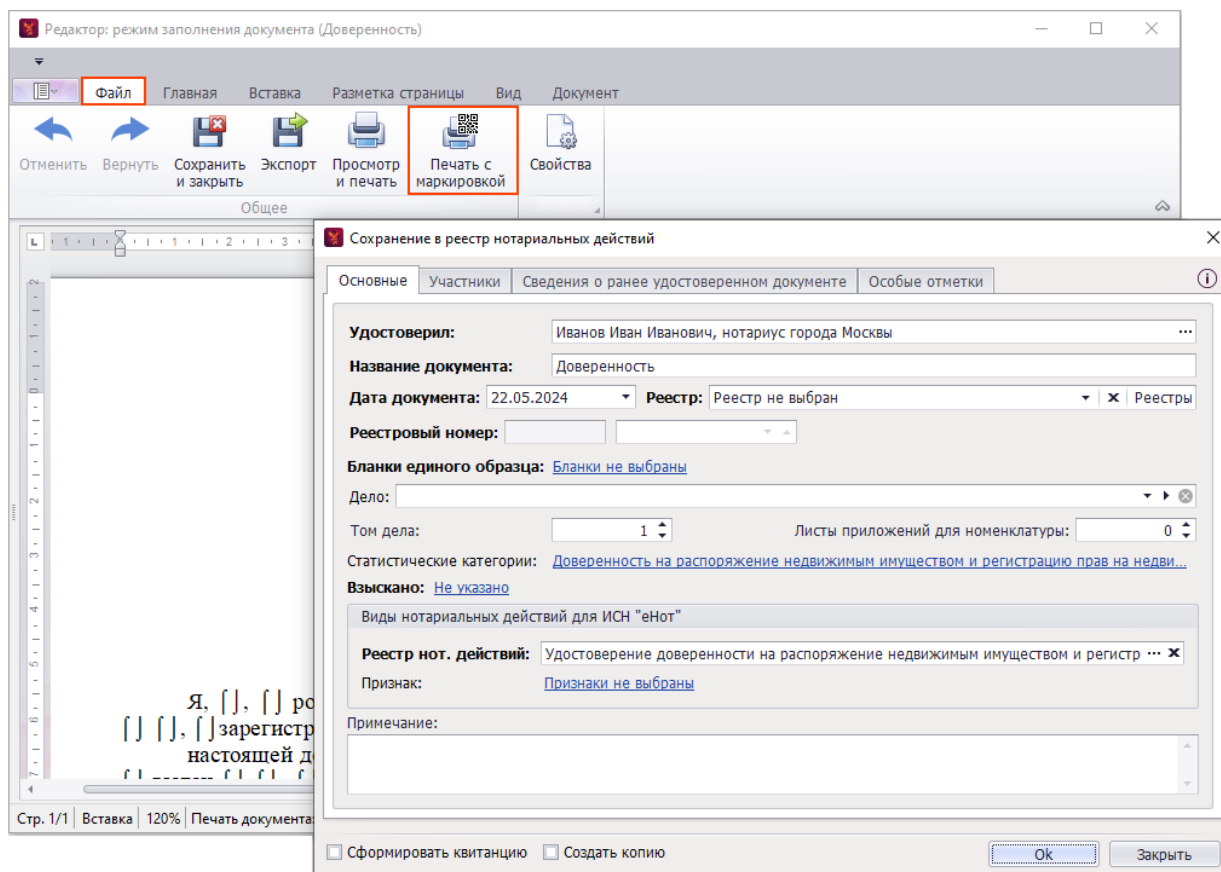 Редактор: режим заполнения документа (Доверенность)
Файл Главная Вставка Разметка страницы Вид Документ
Отменить Вернуть Сохранить и закрыть Экспорт Просмотр и печать Печать с маркировкой Свойства
Общее
Сохранение в реестр нотариальных действий
Основные Участники Сведения о ранее удостоверенном документе Особые отметки
Удостоверил: Иванов Иван Иванович, нотариус города Москвы ...
Название документа: Доверенность
Дата документа: 22.05.2024 Реестр: Реестр не выбран Реестры
Реестровый номер:
Бланки единого образца: Бланки не выбраны
Дело:
Том дела: 1 Листы приложений для номенклатуры: 0
Статистические категории: Доверенность на распоряжение недвижимым имуществом и регистрацию прав на недви...
Взыскано: Не указано
Виды нотариальных действий для ИСН "еНот"
Реестр нот. действий: Удостоверение доверенности на распоряжение недвижимым имуществом и регистр ...
Признак: Признаки не выбраны
Примечание:
Я, ⌠⌡, ⌠⌡ ро
⌠⌡ ⌠⌡, ⌠⌡зарегистр
настоящей д
Стр. 1/1 Вставка 120% Печать документа:
Сформировать квитанцию Создать копию Ok Закрыть